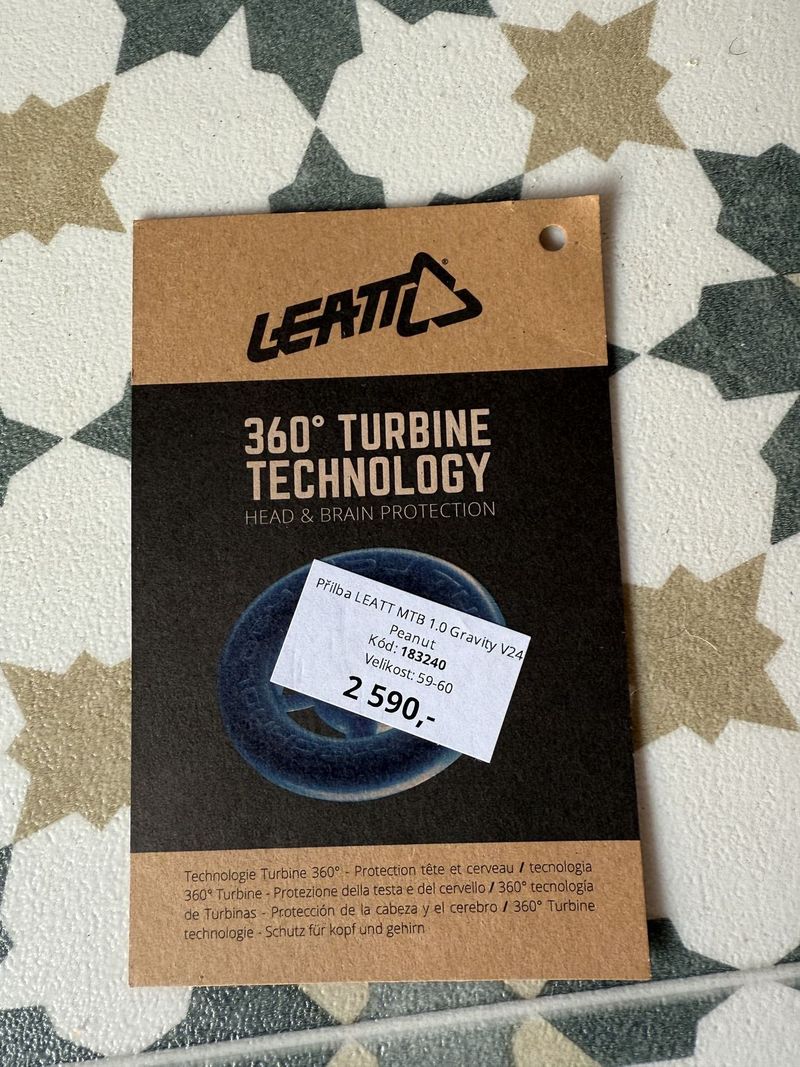 LEATT®
360° TURBINE
TECHNOLOGY
HEAD & BRAIN PROTECTION
Přilba LEATT MTB 1.0 Gravity V24
Peanut
Kód: 183240
Velikost: 59-60
2 590,-
Technologie Turbine 360° - Protection tête et cerveau / tecnologia
360° Turbine - Protezione della testa e del cervello / 360° tecnología
de Turbinas - Protección de la cabeza y el cerebro / 360° Turbine
technologie - Schutz für kopf und gehirn